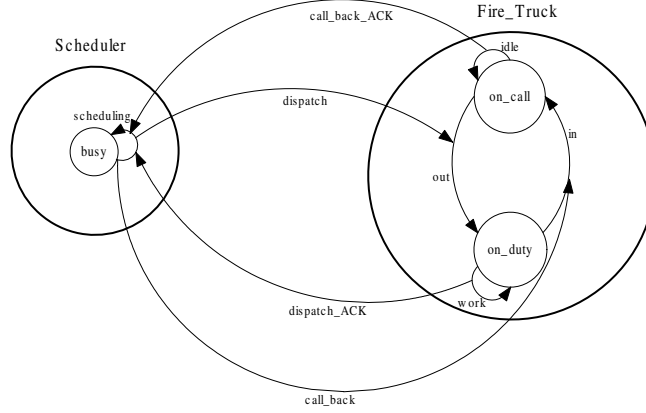 Fire_Truck
call_back_ACK
Scheduler
idle
dispatch
on_call
scheduling
in
busy
out
on_duty
work
dispatch_ACK
call_back